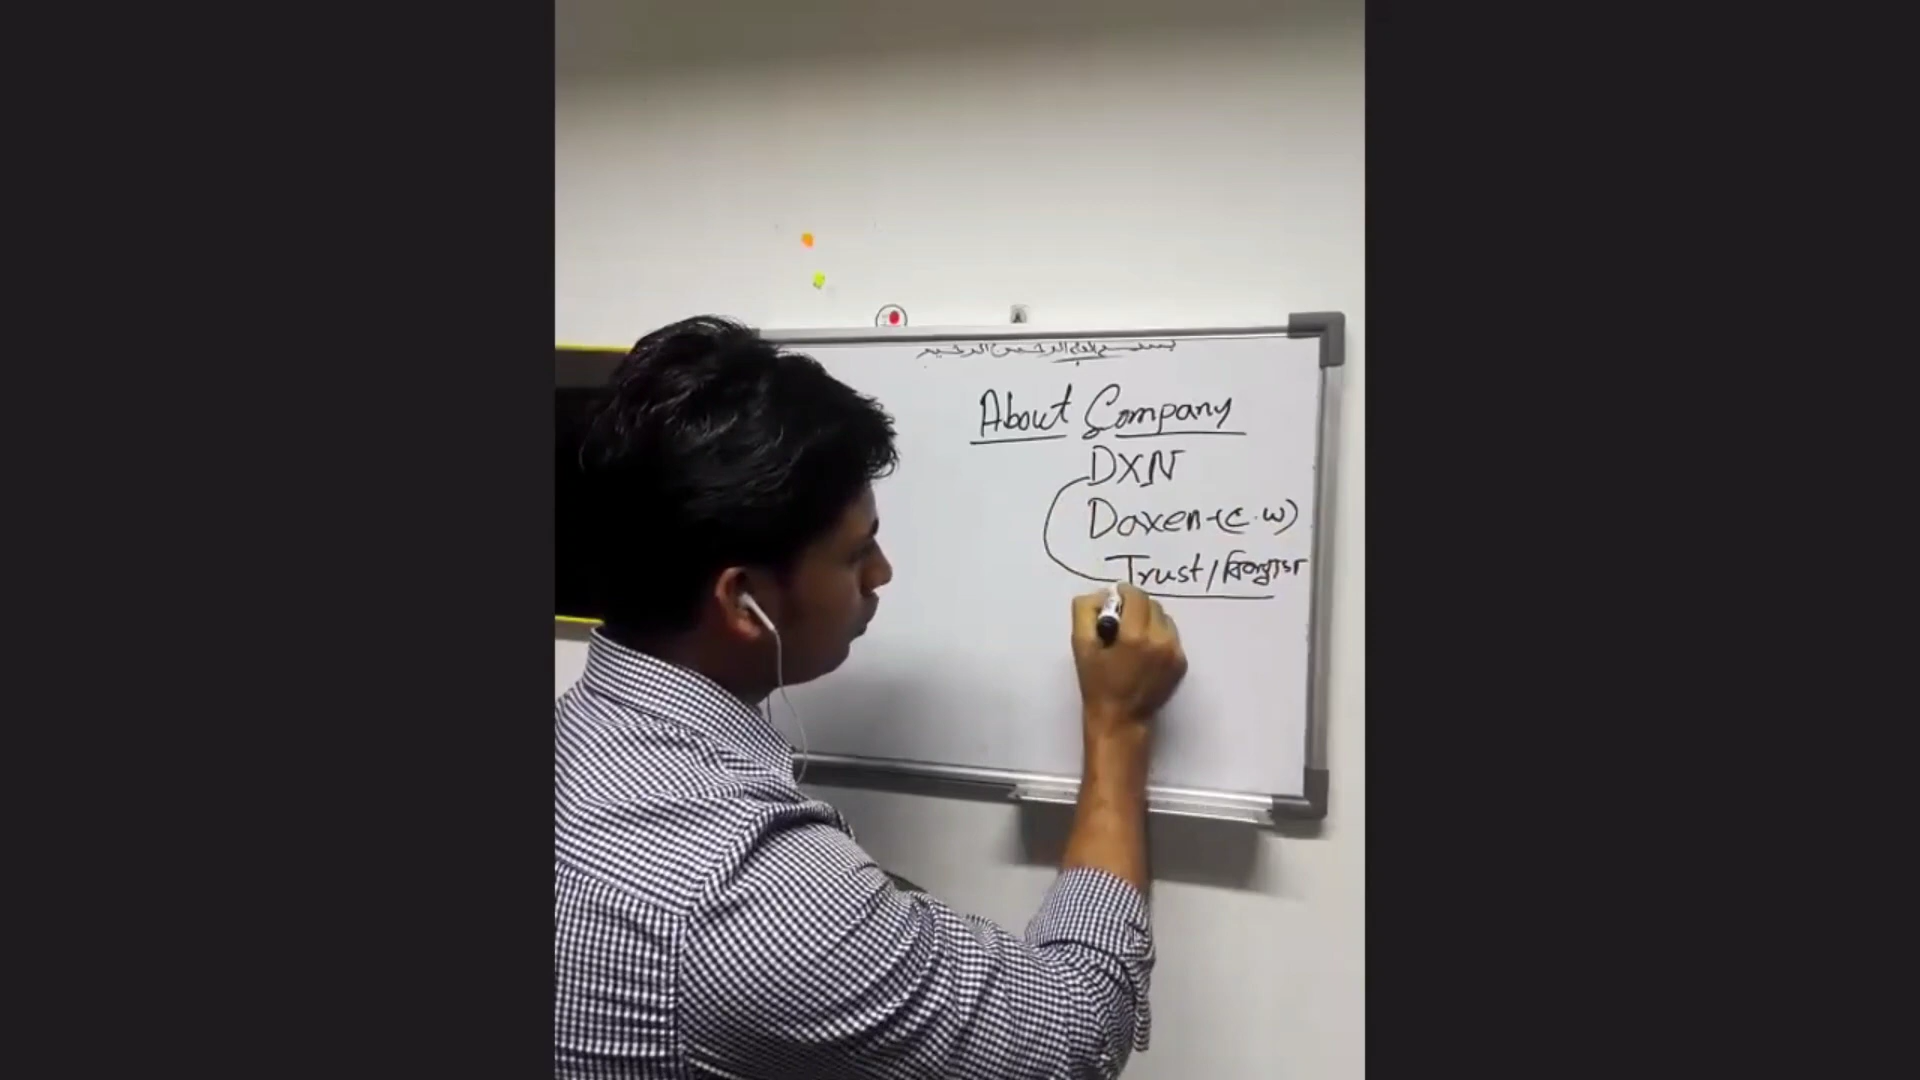 بسم الله الرحمن الرحيم
About Company
DXN
Daxen-(C.W)
Trust/বিশ্বাস